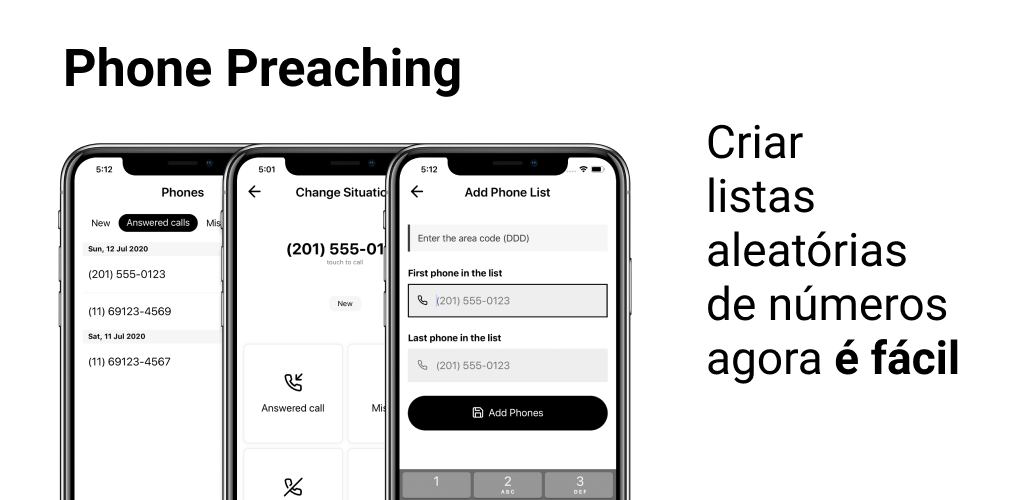 Phone Preaching
Criar
listas
aleatórias
de números
agora é fácil
5:12
Phones
New
Answered calls
Sun, 12 Jul 2020
(201) 555-0123
(11) 69123-4569
Sat, 11 Jul 2020
(11) 69123-4567
5:01
Change Situatio
(201) 555-01
touch to call
New
Answered call
Mis
5:12
Add Phone List
Enter the area code (DDD)
First phone in the list
(201) 555-0123
Last phone in the list
(201) 555-0123
Add Phones
1
2
ABC
3
DEF